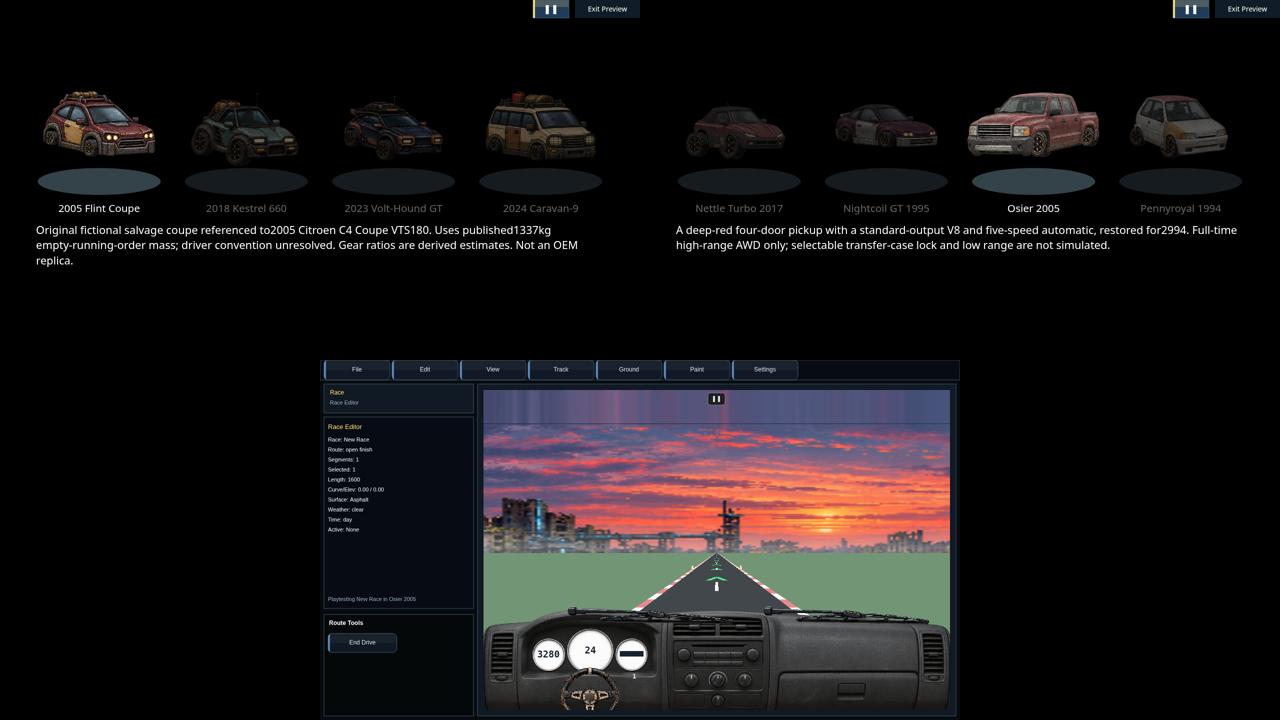 Exit Preview
Exit Preview
2005 Flint Coupe
2018 Kestrel 660
2023 Volt-Hound GT
2024 Caravan-9
Nettle Turbo 2017
Nightcoil GT 1995
Osier 2005
Pennyroyal 1994
Original fictional salvage coupe referenced to2005 Citroen C4 Coupe VTS180. Uses published1337kg
empty-running-order mass; driver convention unresolved. Gear ratios are derived estimates. Not an OEM
replica.
A deep-red four-door pickup with a standard-output V8 and five-speed automatic, restored for2994. Full-time
high-range AWD only; selectable transfer-case lock and low range are not simulated.
File
Edit
View
Track
Ground
Paint
Settings
Race
Race Editor
Race Editor
Race: New Race
Route: open finish
Segments: 1
Selected: 1
Length: 1600
Curve/Elev: 0.00 / 0.00
Surface: Asphalt
Weather: clear
Time: day
Active: None
Playtesting New Race in Osier 2005
Route Tools
End Drive
3280
24
1